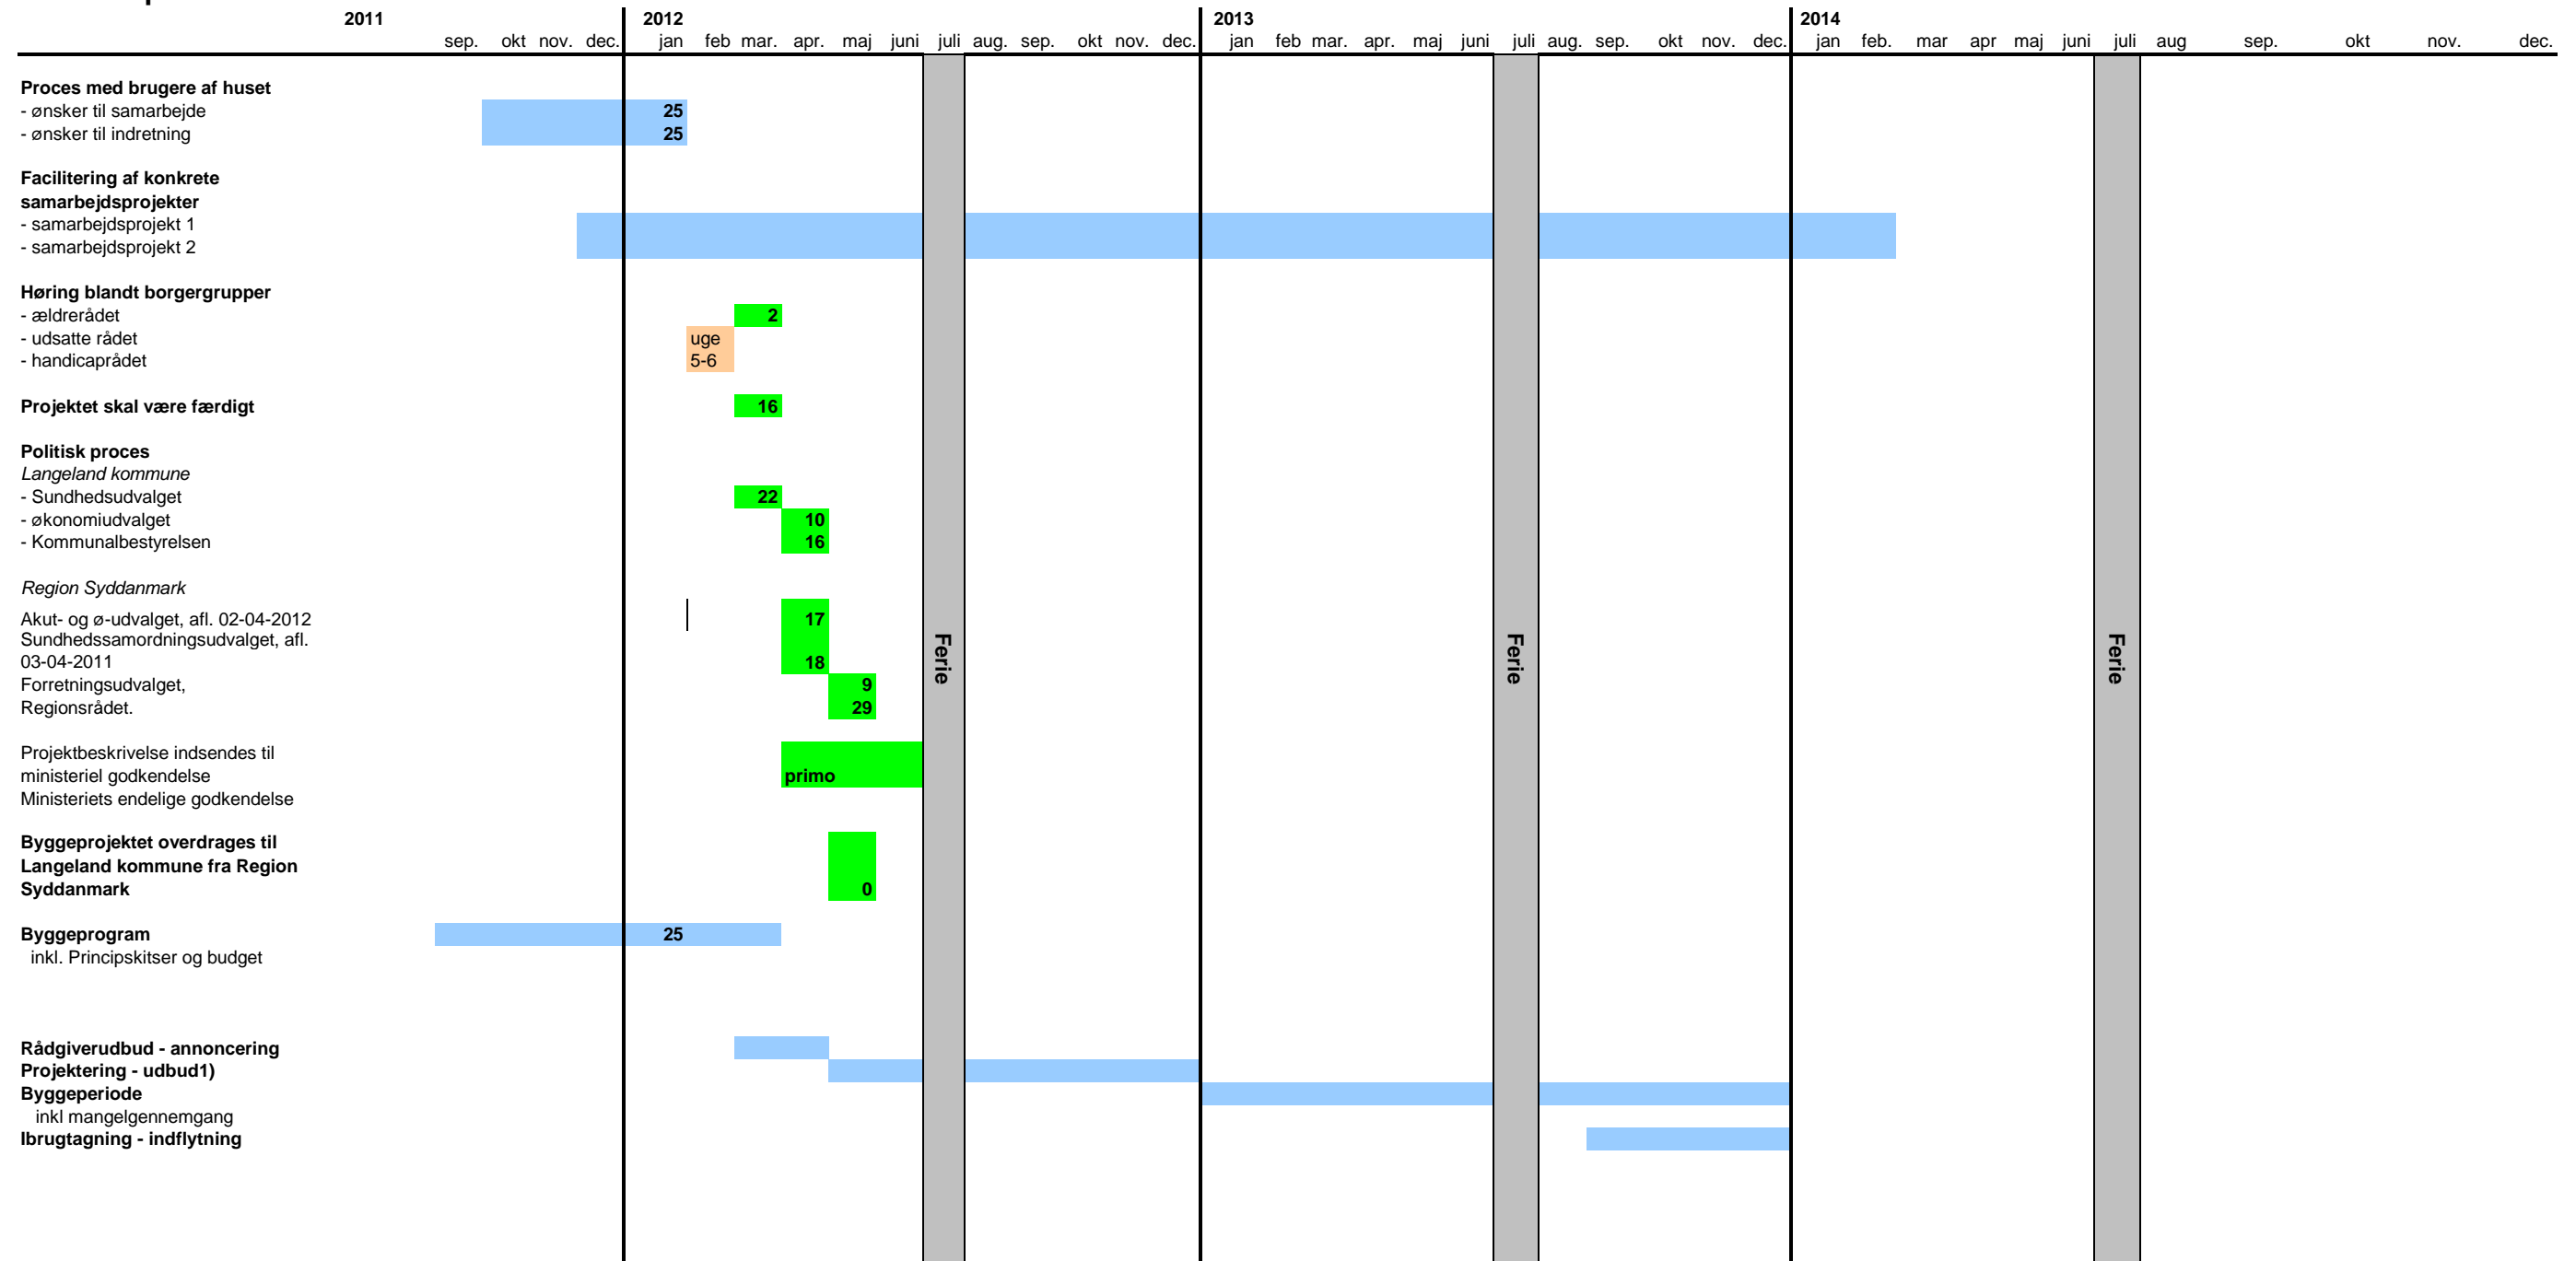 2011 2012 2013 2014
sep. okt nov. dec. jan feb mar. apr. maj juni juli aug. sep. okt nov. dec. jan feb mar. apr. maj juni juli aug. sep. okt nov. dec. jan feb. mar apr maj juni juli aug sep. okt nov. dec.
Proces med brugere af huset
- ønsker til samarbejde 25
- ønsker til indretning 25
Facilitering af konkrete
samarbejdsprojekter
- samarbejdsprojekt 1
- samarbejdsprojekt 2
Høring blandt borgergrupper
- ældrerådet 2
- udsatte rådet uge
- handicaprådet 5-6
Projektet skal være færdigt 16
Politisk proces
Langeland kommune
- Sundhedsudvalget 22
- økonomiudvalget 10
- Kommunalbestyrelsen 16
Region Syddanmark
Akut- og ø-udvalget, afl. 02-04-2012 17
Sundhedssamordningsudvalget, afl.
03-04-2011 18
Forretningsudvalget, 9
Regionsrådet. 29
Ferie Ferie Ferie
Projektbeskrivelse indsendes til
ministeriel godkendelse primo
Ministeriets endelige godkendelse
Byggeprojektet overdrages til
Langeland kommune fra Region
Syddanmark 0
Byggeprogram 25
inkl. Principskitser og budget
Rådgiverudbud - annoncering
Projektering - udbud1)
Byggeperiode
inkl mangelgennemgang
Ibrugtagning - indflytning